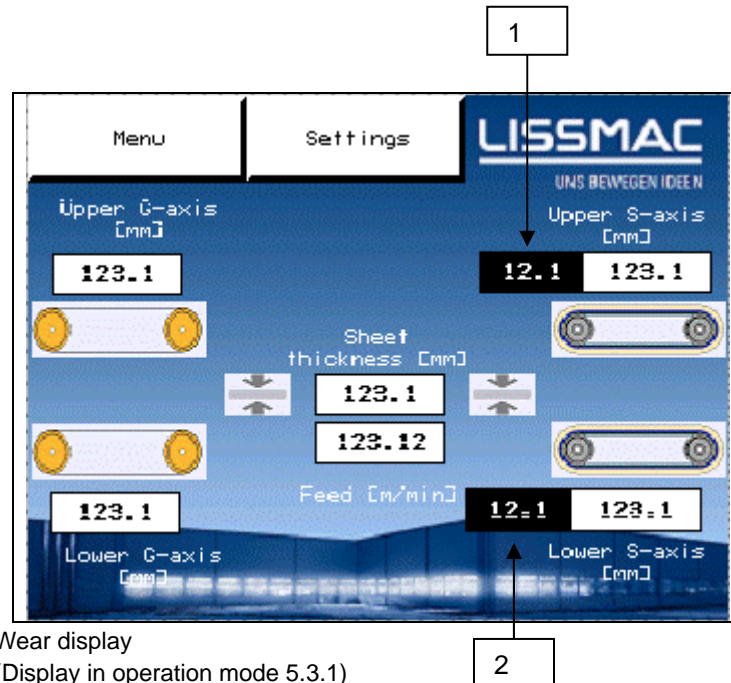 1
Menu
Settings
LISSMAC
UNS BEWEGEN IDEEN
Upper G-axis
[mm]
Upper S-axis
[mm]
123.1
12.1
123.1
Sheet
thickness [mm]
123.1
123.12
Feed [m/min]
123.1
12.1
123.1
Lower G-axis
[mm]
Lower S-axis
[mm]
Wear display
(Display in operation mode 5.3.1)
2